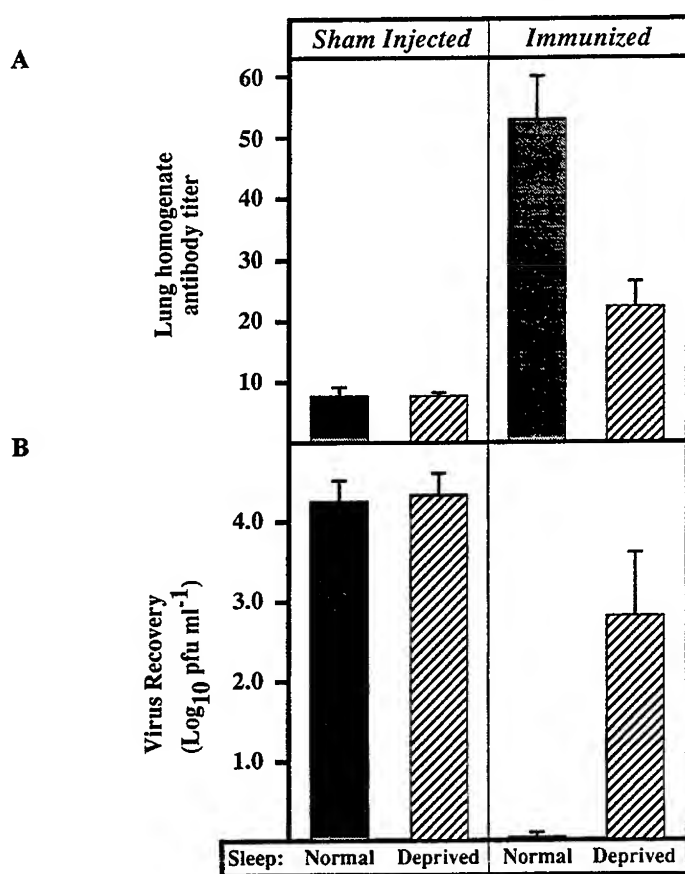 Sham Injected Immunized
A
60
50
40
30
20
10
Lung homogenate
antibody titer
B
4.0
3.0
2.0
1.0
Virus Recovery
(Log10 pfu ml-1)
Sleep: Normal Deprived Normal Deprived